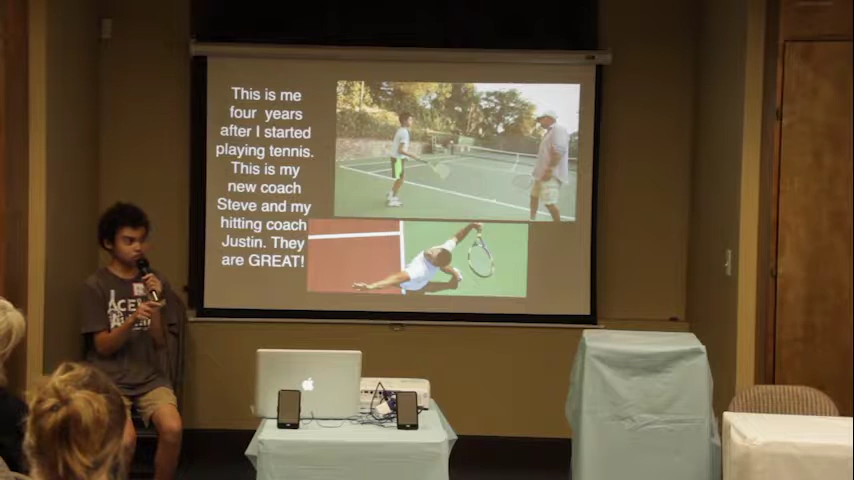 This is me
four years
after I started
playing tennis.
This is my
new coach
Steve and my
hitting coach
Justin. They
are GREAT!